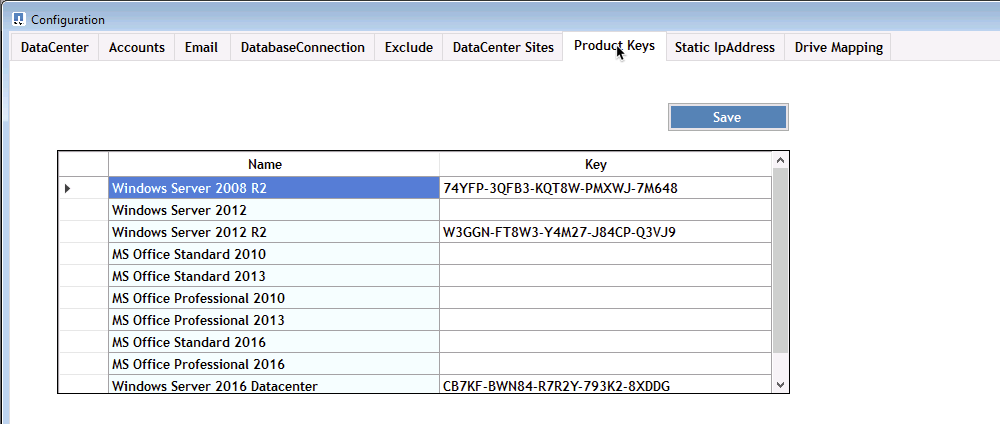 Configuration
DataCenter Accounts Email DatabaseConnection Exclude DataCenter Sites Product Keys Static IpAddress Drive Mapping
Save
Name Key
Windows Server 2008 R2 74YFP-3QFB3-KQT8W-PMXWJ-7M648
Windows Server 2012
Windows Server 2012 R2 W3GGN-FT8W3-Y4M27-J84CP-Q3VJ9
MS Office Standard 2010
MS Office Standard 2013
MS Office Professional 2010
MS Office Professional 2013
MS Office Standard 2016
MS Office Professional 2016
Windows Server 2016 Datacenter CB7KF-BWN84-R7R2Y-793K2-8XDDG